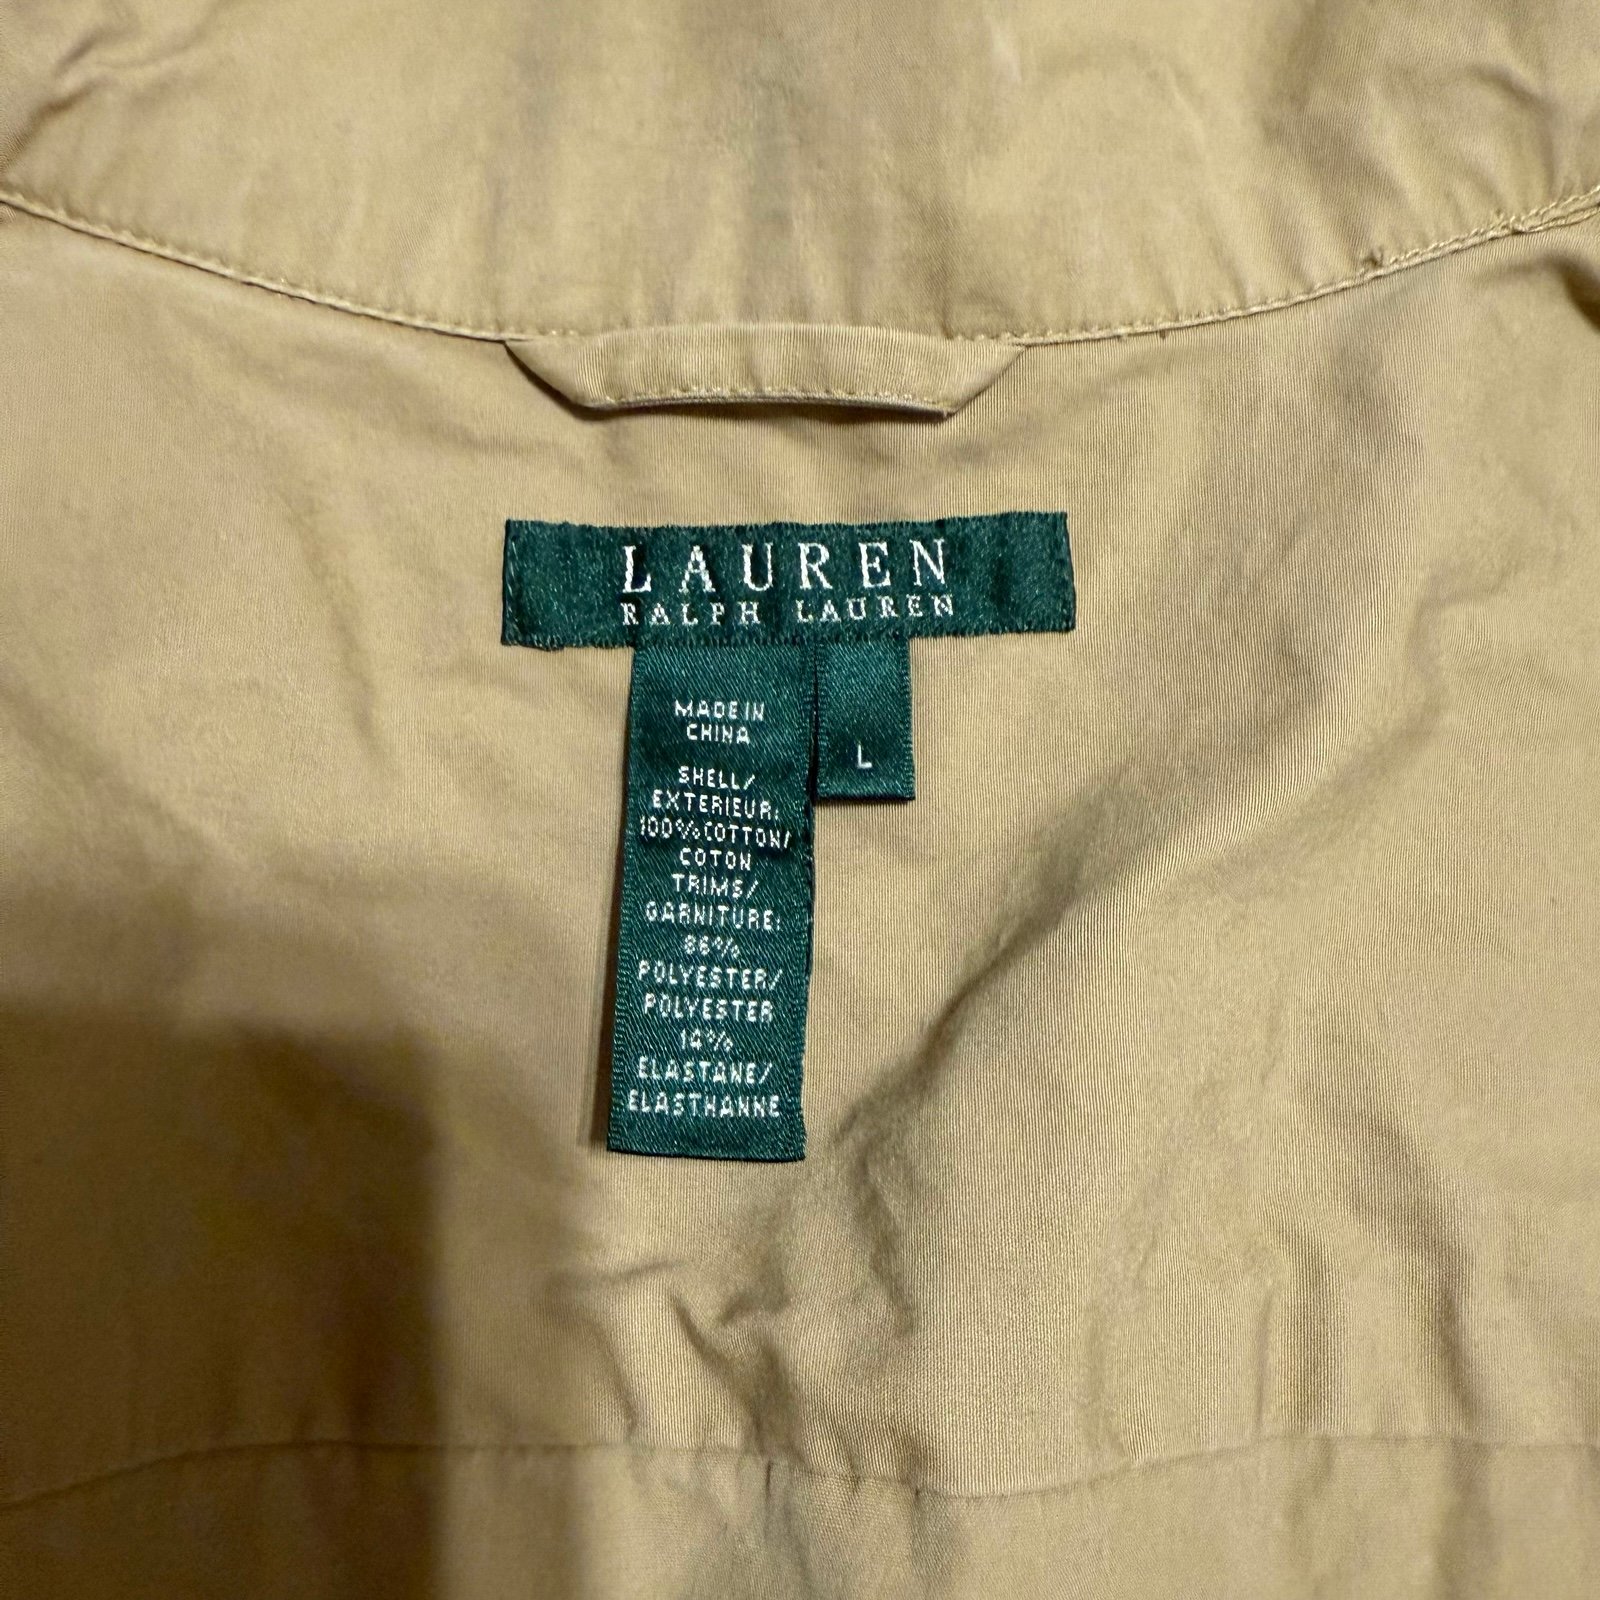 LAUREN
RALPH LAUREN
MADE IN
CHINA
L
SHELL/
EXTERIEUR:
100% COTTON/
COTON
TRIMS/
GARNITURE:
86%
POLYESTER/
POLYESTER
14%
ELASTANE/
ELASTHANNE